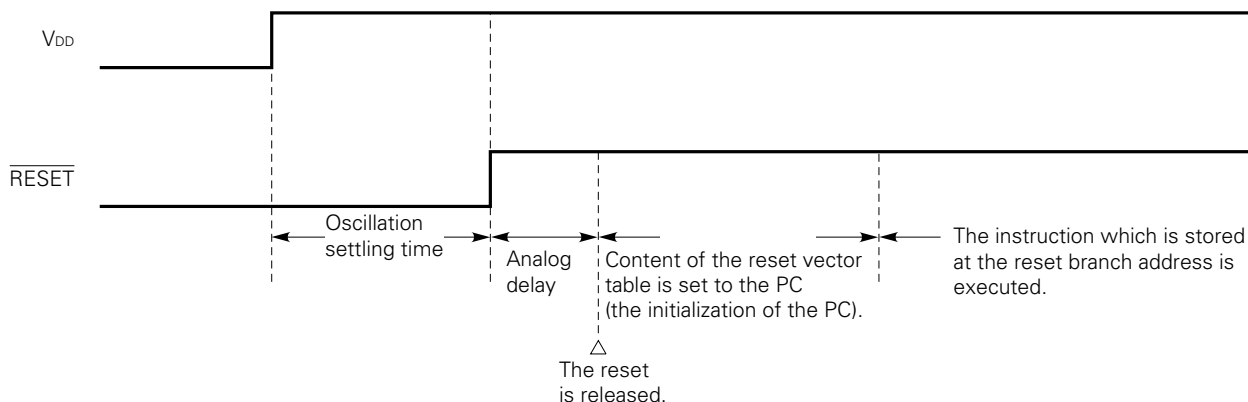 VDD
RESET
Oscillation
settling time
Analog
delay
Content of the reset vector
table is set to the PC
(the initialization of the PC).
The instruction which is stored
at the reset branch address is
executed.
The reset
is released.